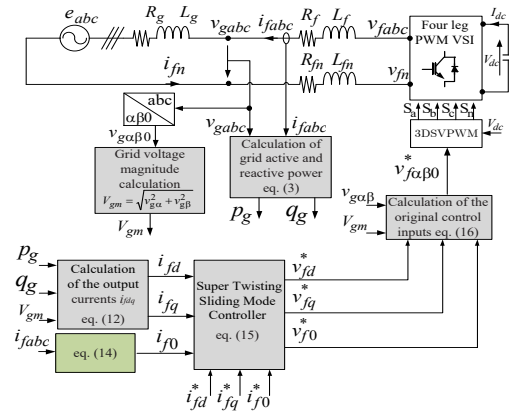 e_abc
R_g L_g
v_gabc
i_fabc
R_f L_f
v_fabc
Four leg
PWM VSI
I_dc
V_dc
i_fn
R_fn L_fn
v_fn
abc
αβ0
v_gαβ0
v_gabc
i_fabc
S_a S_b S_c S_n
3DSVPWM
V_dc
Grid voltage
magnitude
calculation
V_gm = √(v²_gα + v²_gβ)
V_gm
Calculation of
grid active and
reactive power
eq. (3)
p_g q_g
v*_fαβ0
v_gαβ
V_gm
Calculation of the
original control
inputs eq. (16)
p_g
q_g
V_gm
Calculation
of the output
currents i_fdq
eq. (12)
i_fd
i_fq
i_fabc
eq. (14)
i_f0
Super Twisting
Sliding Mode
Controller
eq. (15)
v*_fd
v*_fq
v*_f0
i*_fd i*_fq i*_f0